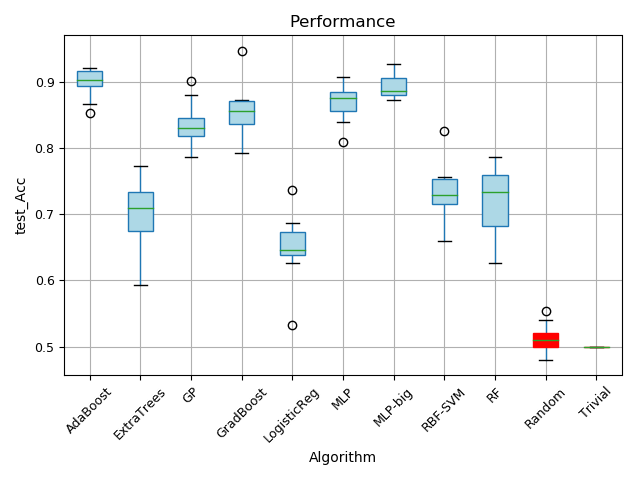 Performance
test_Acc
0.9
0.8
0.7
0.6
0.5
AdaBoost
ExtraTrees
GP
GradBoost
LogisticReg
MLP
MLP-big
RBF-SVM
RF
Random
Trivial
Algorithm